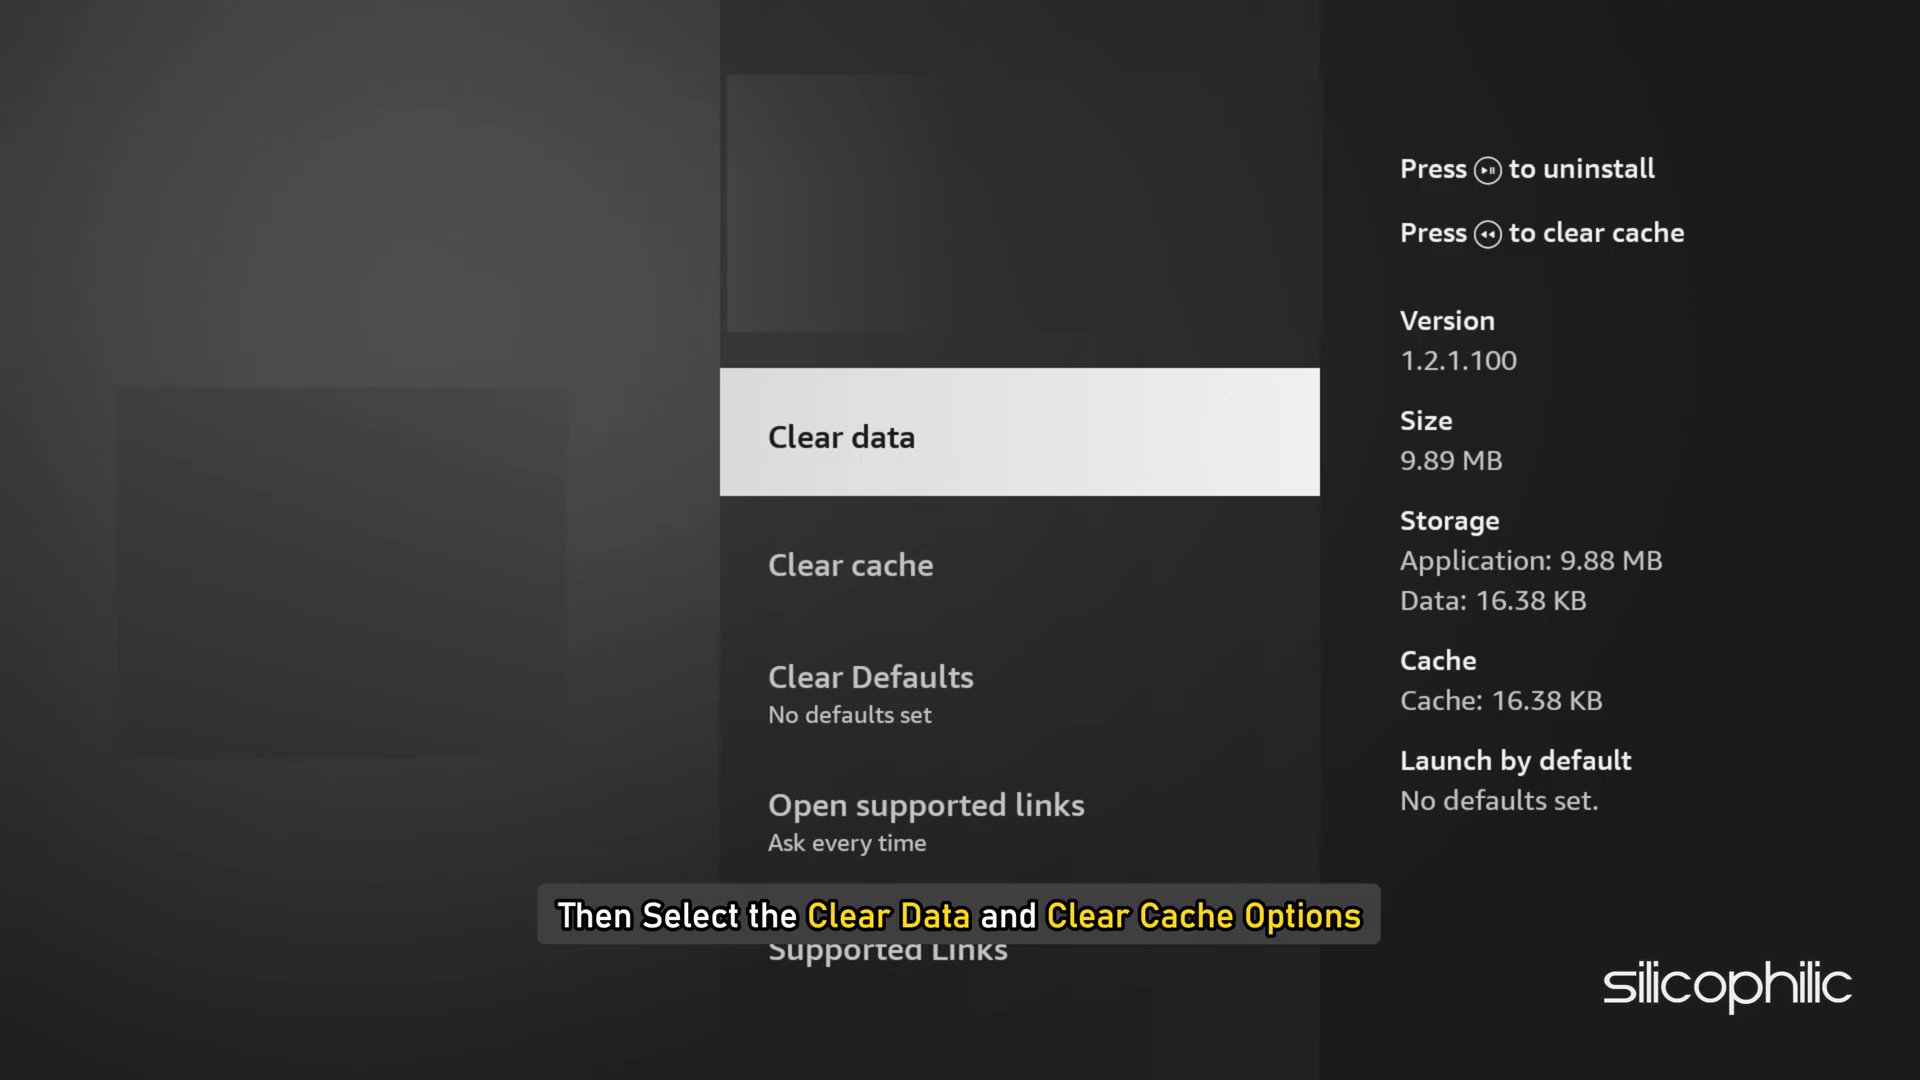 Clear data
Clear cache
Clear Defaults
No defaults set
Open supported links
Ask every time
Supported Links
Press to uninstall
Press to clear cache
Version
1.2.1.100
Size
9.89 MB
Storage
Application: 9.88 MB
Data: 16.38 KB
Cache
Cache: 16.38 KB
Launch by default
No defaults set.
Then Select the Clear Data and Clear Cache Options
silicophilic